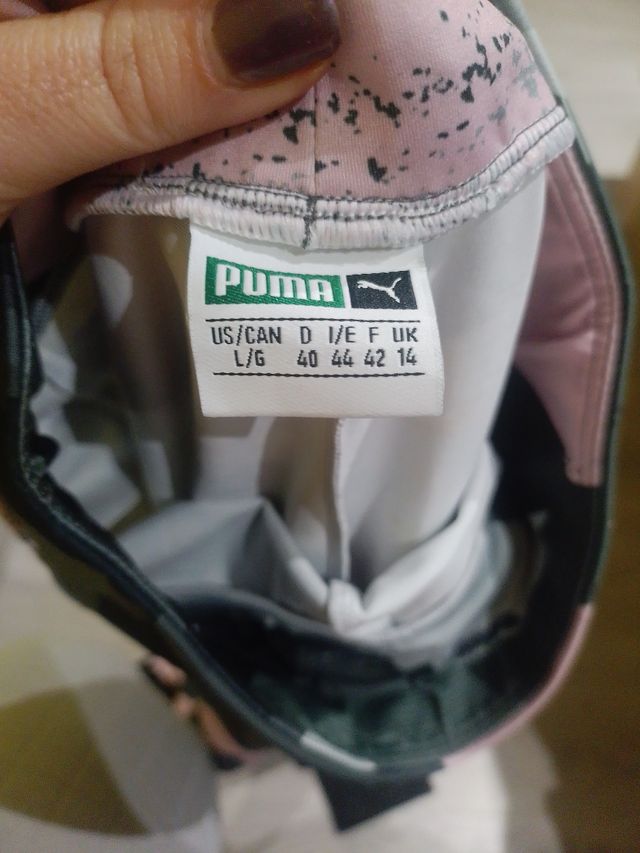 PUMA
US/CAN D I/E F UK
L/G 40 44 42 14